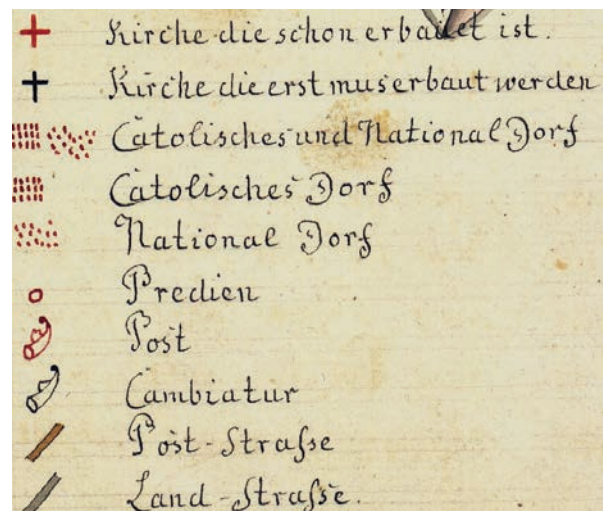 Kirche die schon erbauet ist.
Kirche die erst mus erbaut werden
Catolisches und National Dorf
Catolisches Dorf
National Dorf
Predien
Post
Cambiatur
Post-Straſse
Land-Straſse.